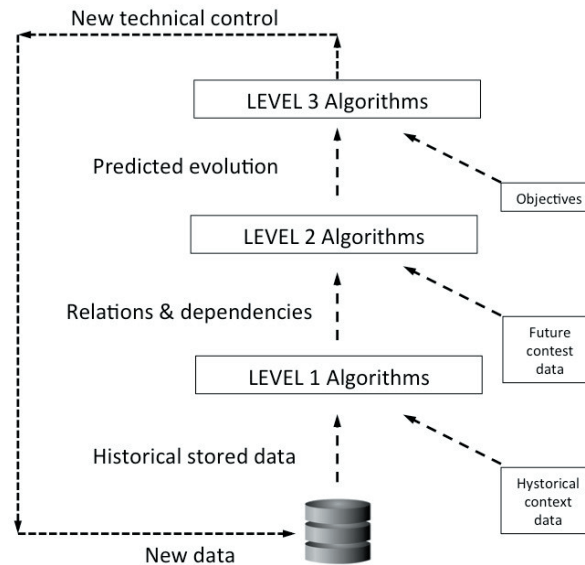 New technical control
LEVEL 3 Algorithms
Predicted evolution
Objectives
LEVEL 2 Algorithms
Relations & dependencies
Future
contest
data
LEVEL 1 Algorithms
Historical stored data
Hystorical
context
data
New data